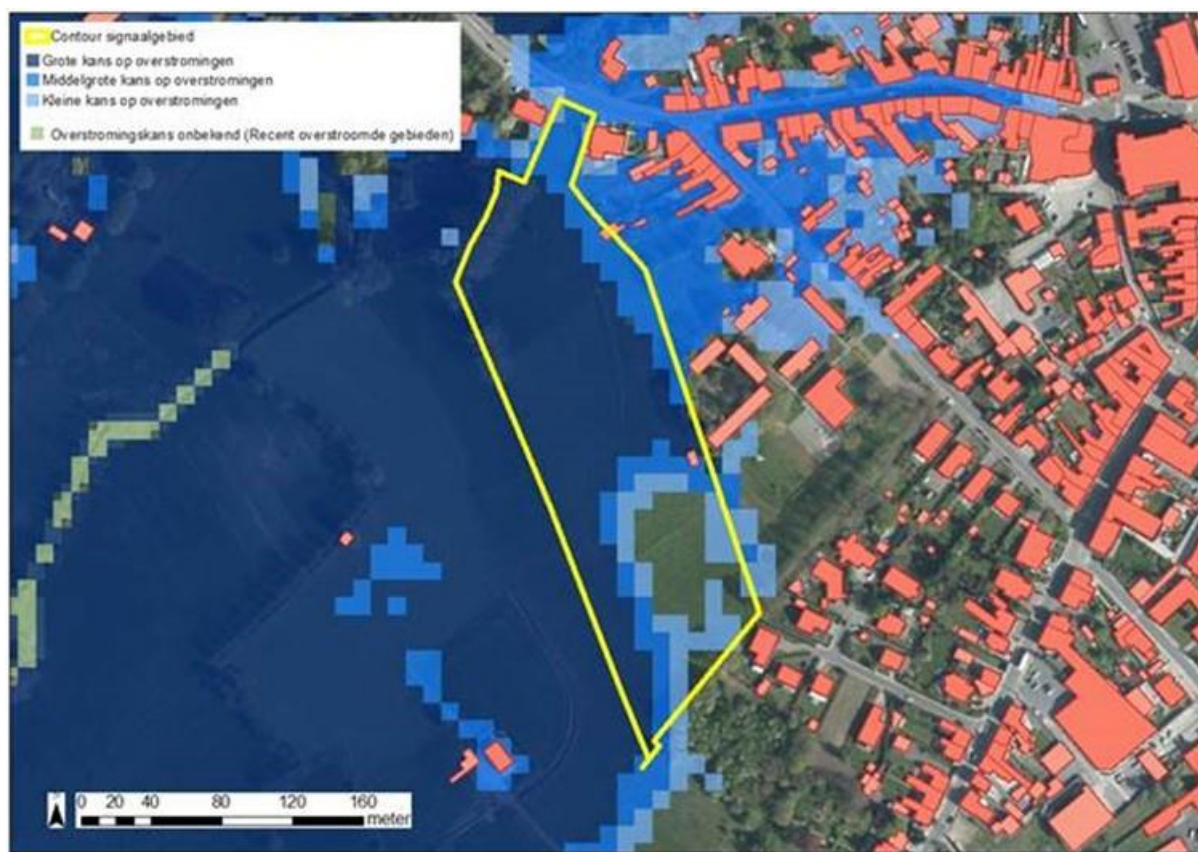 Contour signaalgebied
Grote kans op overstromingen
Middelgrote kans op overstromingen
Kleine kans op overstromingen
Overstromingskans onbekend (Recent overstroomde gebieden)
0 20 40 80 120 160
meter